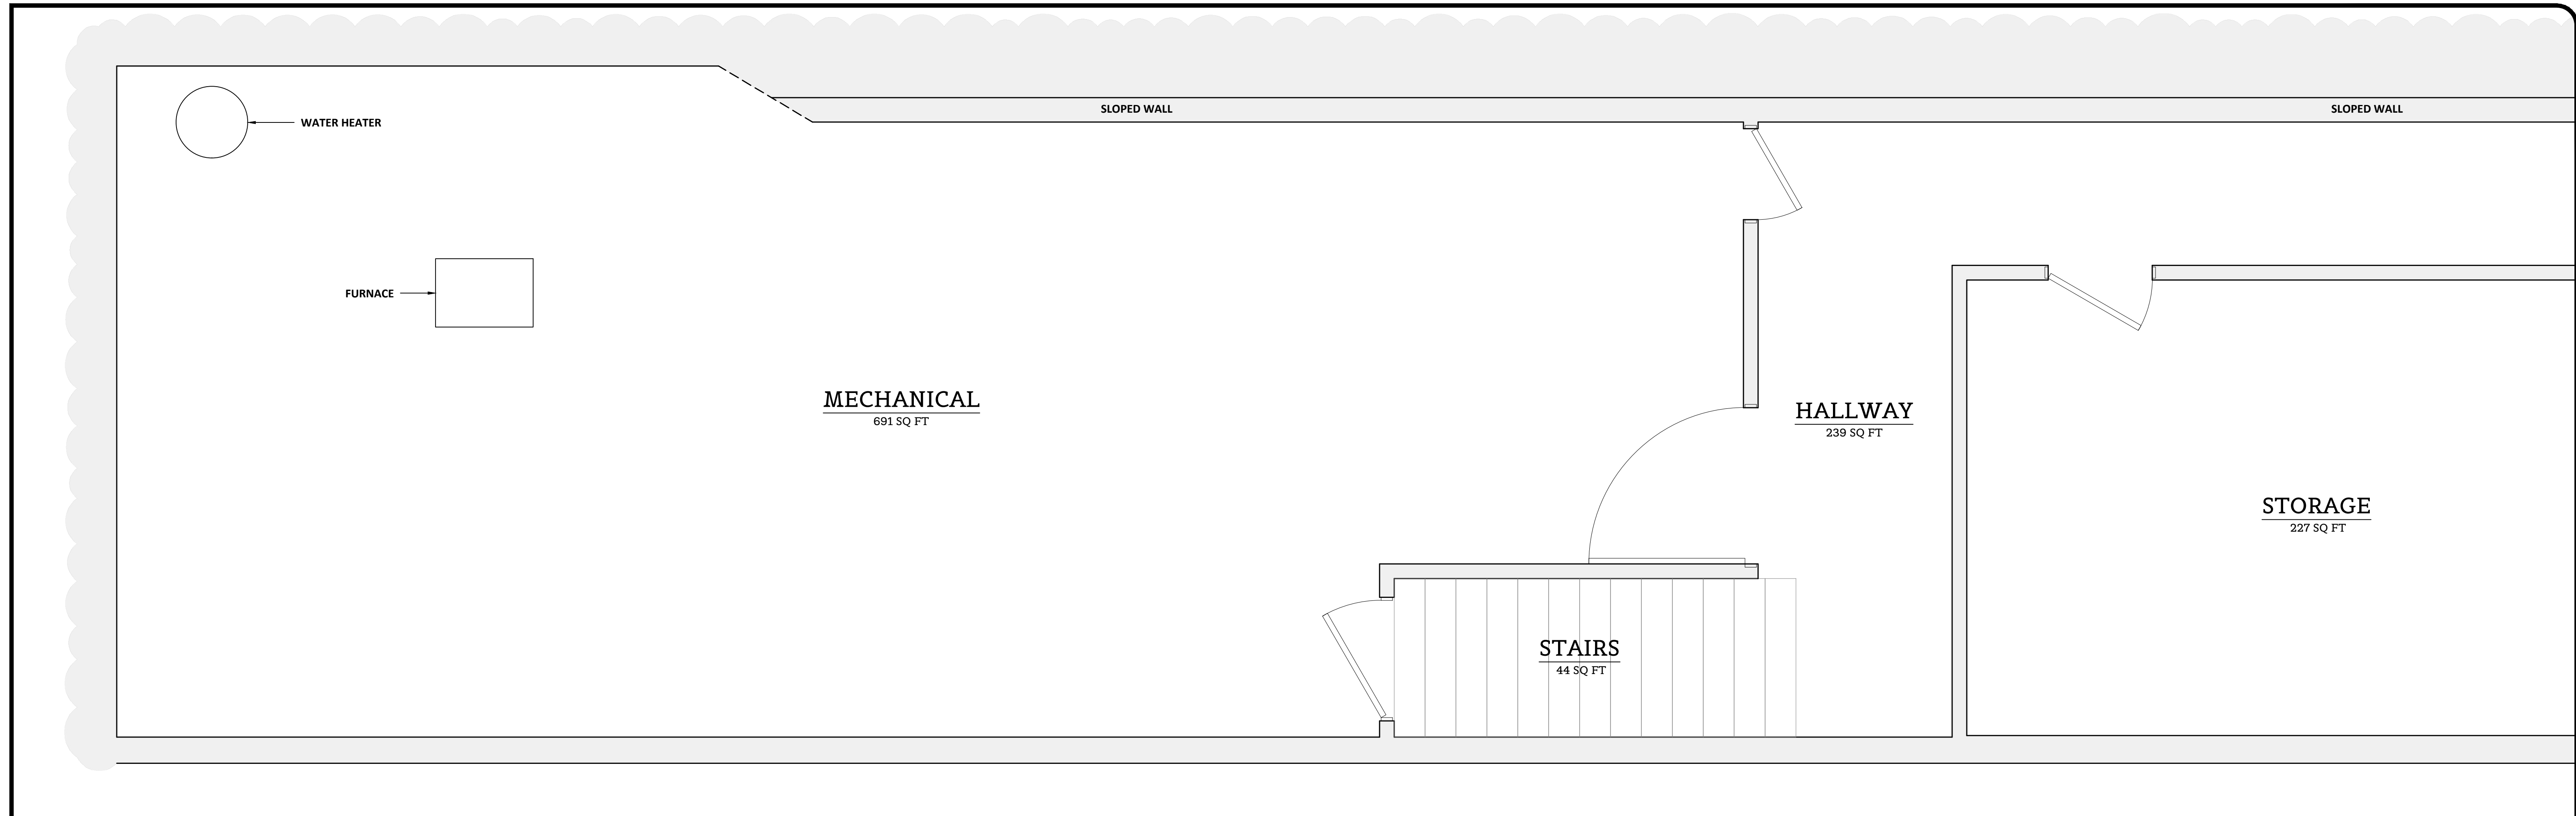 SLOPED WALL
SLOPED WALL
WATER HEATER
FURNACE
MECHANICAL
691 SQ FT
HALLWAY
239 SQ FT
STORAGE
227 SQ FT
STAIRS
44 SQ FT